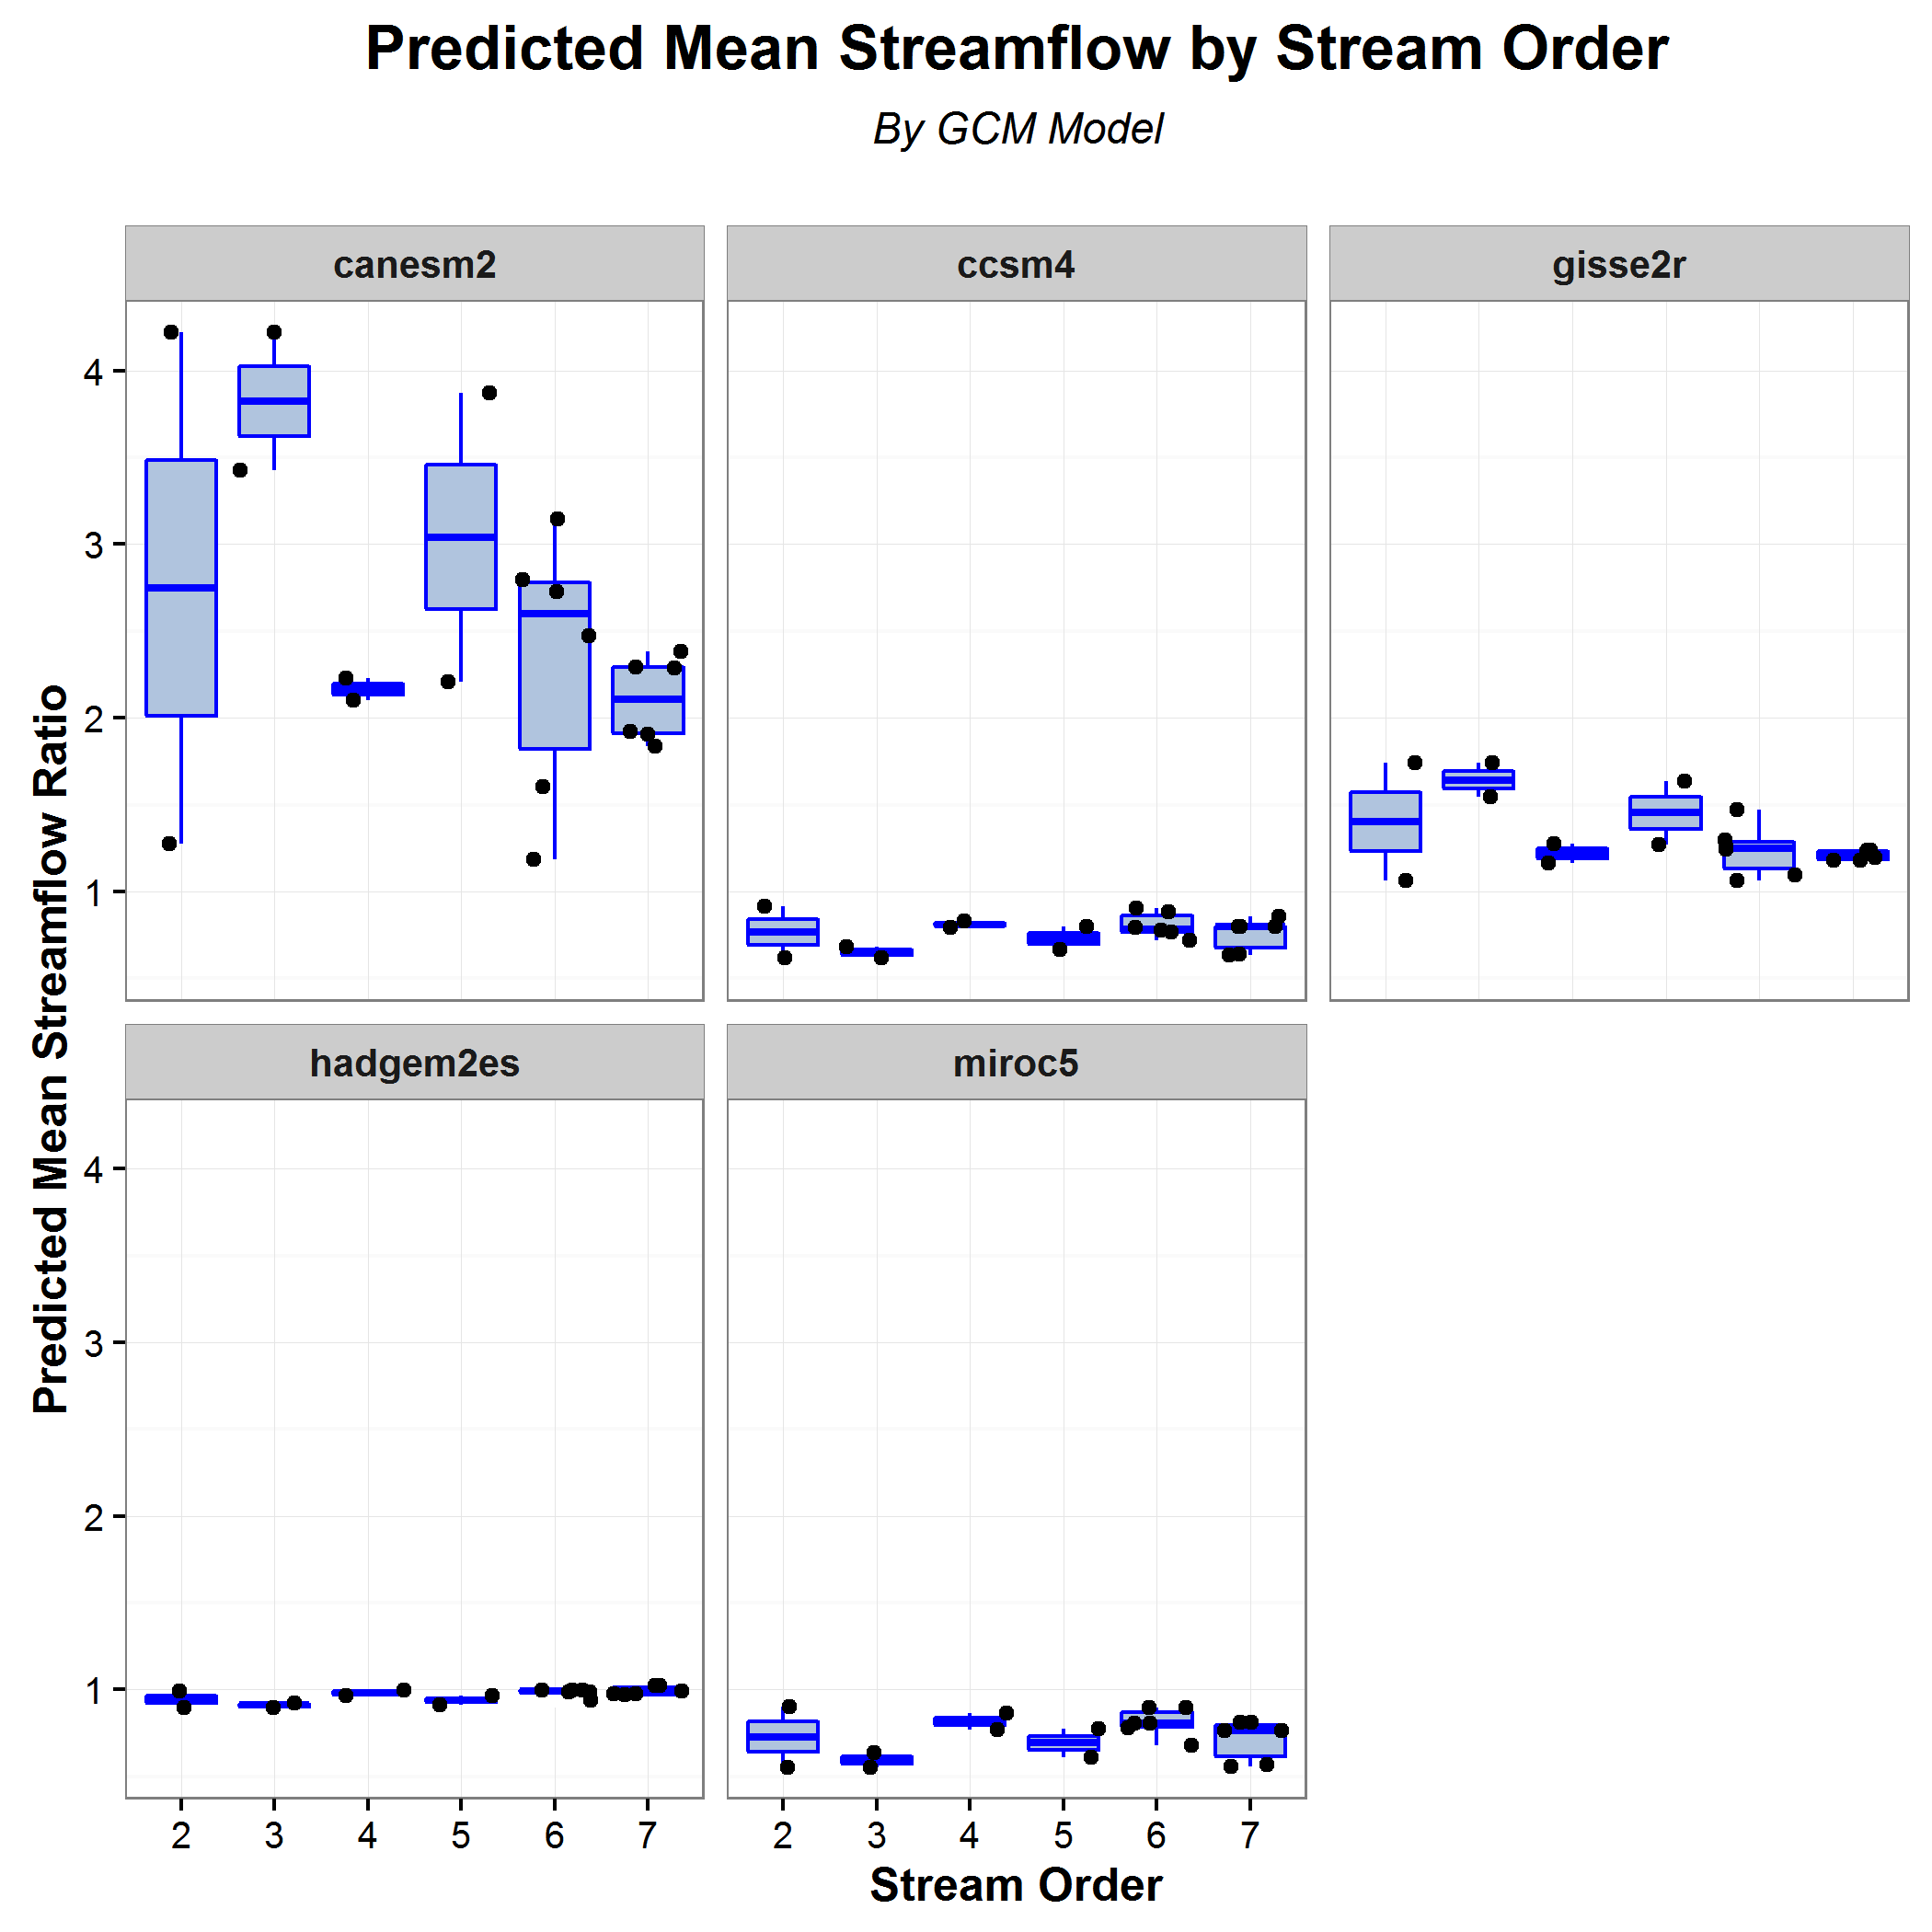 Predicted Mean Streamflow by Stream Order
By GCM Model
canesm2
ccsm4
gisse2r
4
3
2
1
Predicted Mean Streamflow Ratio
hadgem2es
miroc5
4
3
2
1
2 3 4 5 6 7
2 3 4 5 6 7
Stream Order